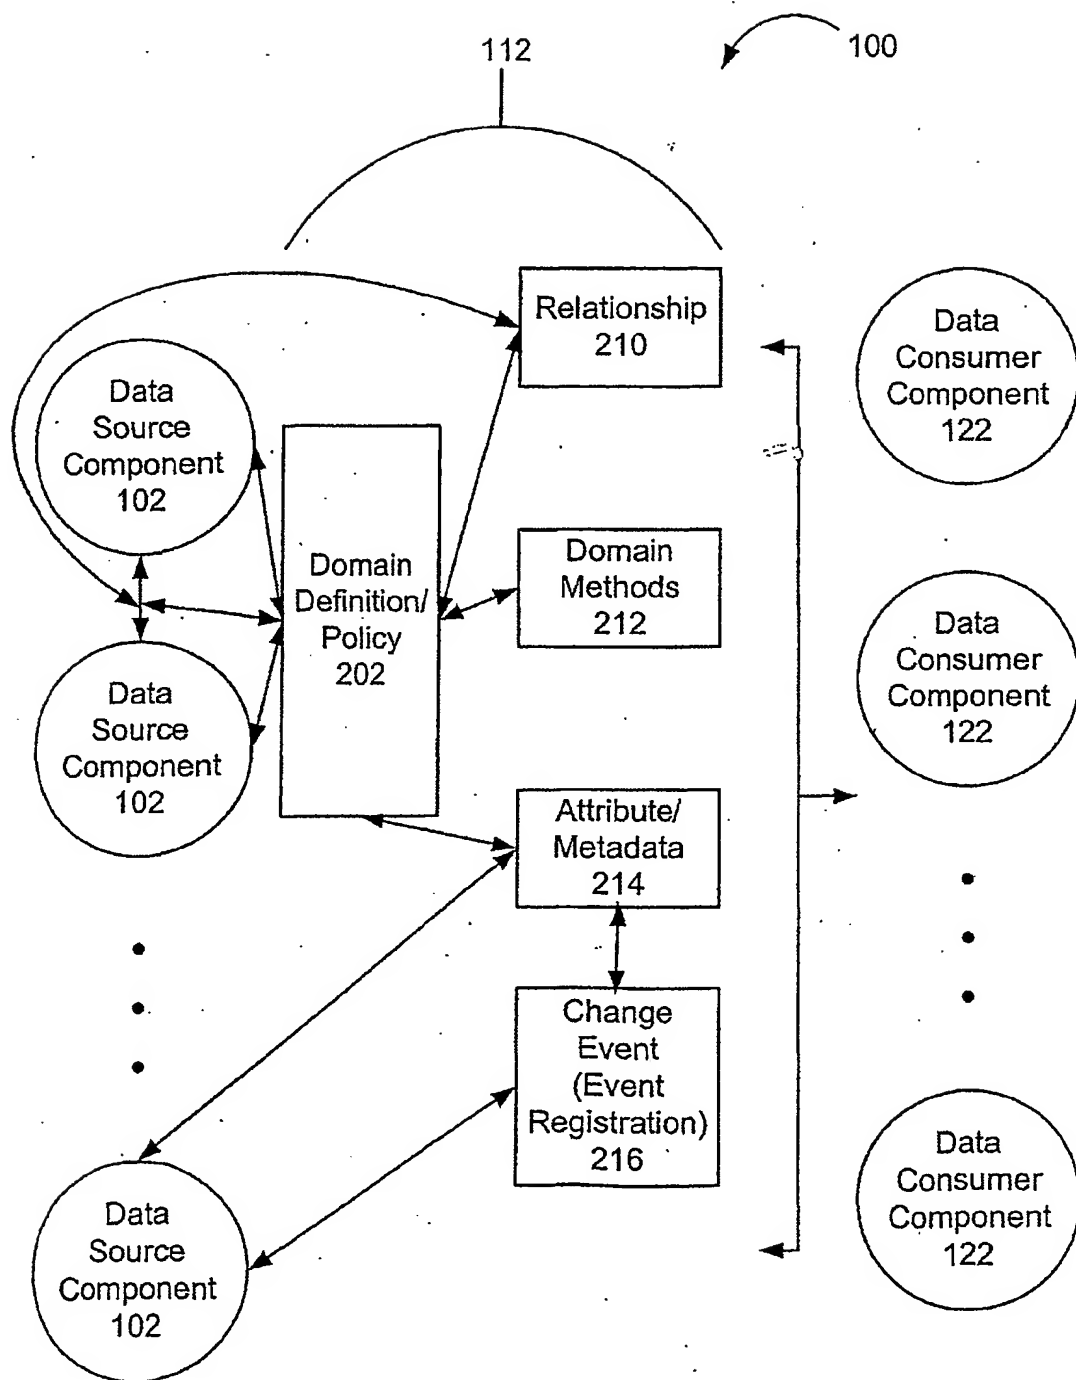 112
100
Relationship
210
Data
Consumer
Component
122
Data
Source
Component
102
Domain
Definition/
Policy
202
Domain
Methods
212
Data
Consumer
Component
122
Data
Source
Component
102
Attribute/
Metadata
214
Change
Event
(Event
Registration)
216
Data
Consumer
Component
122
Data
Source
Component
102